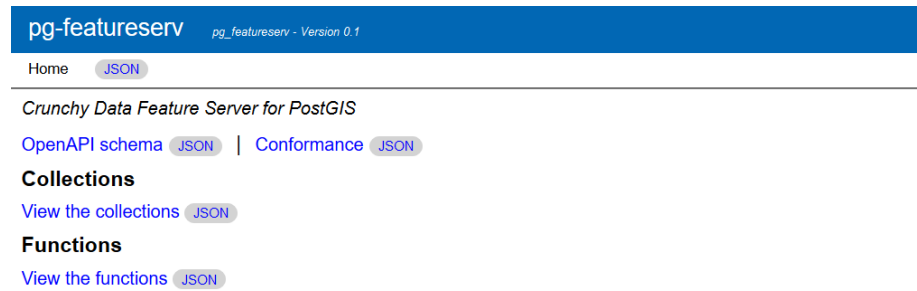 pg-featureserv pg_featureserv - Version 0.1
Home JSON
Crunchy Data Feature Server for PostGIS
OpenAPI schema JSON | Conformance JSON
Collections
View the collections JSON
Functions
View the functions JSON